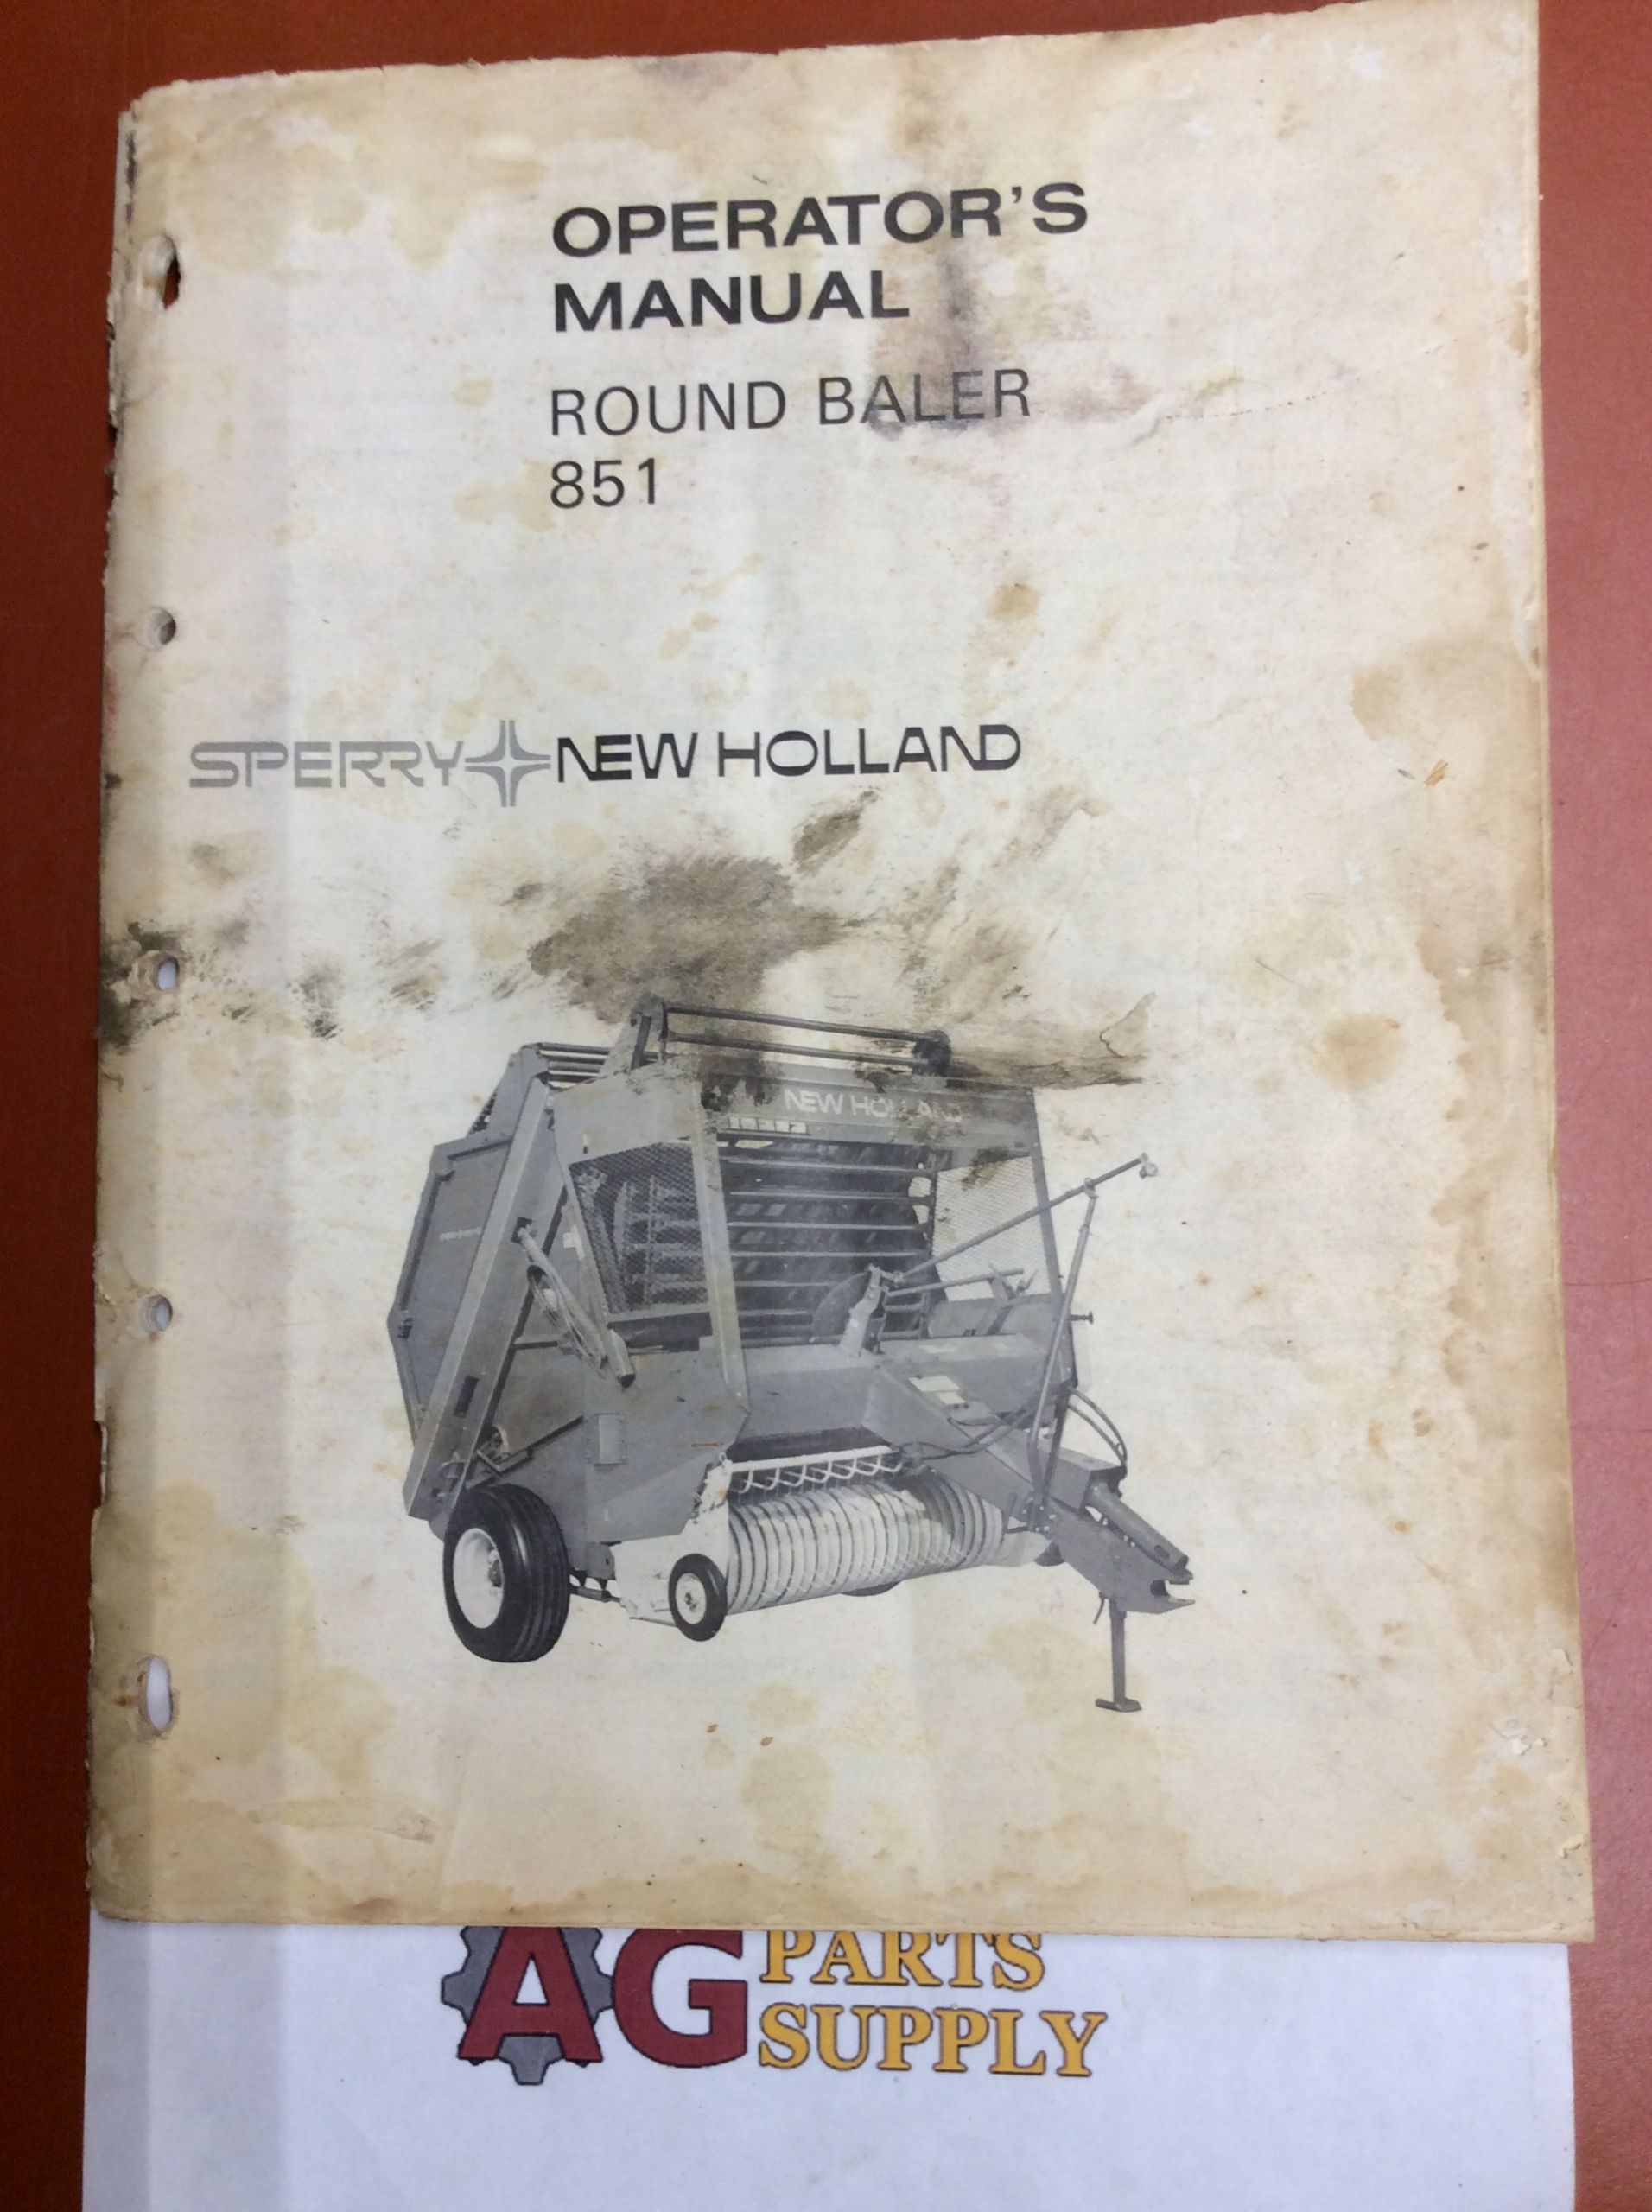 OPERATOR'S
MANUAL
ROUND BALER
851
SPERRY NEW HOLLAND
NEW HOLLAND
AG PARTS
SUPPLY